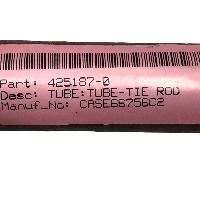 Part: 425187-0
Desc: TUBE:TUBE-TIE ROD
Manuf_No: CASE66756C2